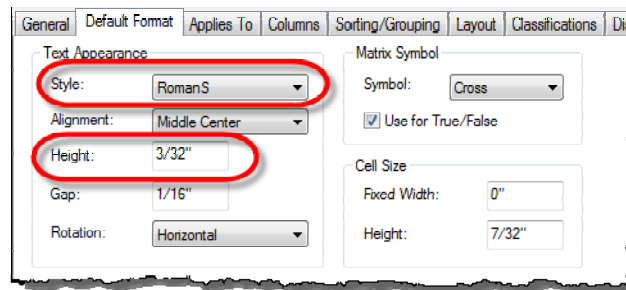 General Default Format Applies To Columns Sorting/Grouping Layout Classifications Di
Text Appearance
Style: RomanS
Alignment: Middle Center
Height: 3/32"
Gap: 1/16"
Rotation: Horizontal
Matrix Symbol
Symbol: Cross
Use for True/False
Cell Size
Fixed Width: 0"
Height: 7/32"